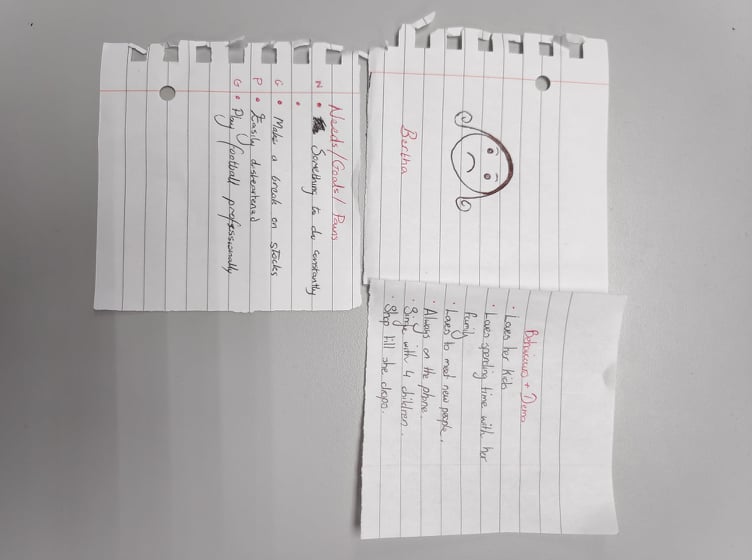 Bertha
Behaviours + Demo
• Loves her kids
• Loves spending time with her
family
• Loves to meet new people.
• Always on the phone.
• Single with 4 children.
• Shop till she drops.
Needs/Goals/Pains
N • Something to do constantly
•
G • Make a break on stocks
P • Easily disheartened
G • Play football professionally